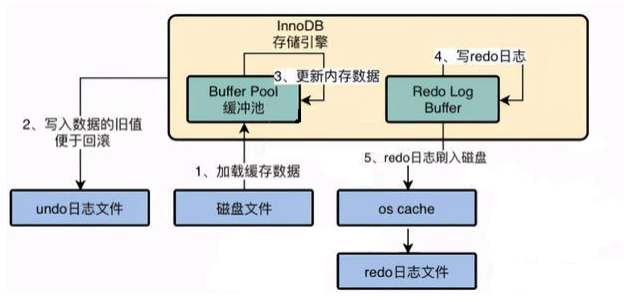 InnoDB
存储引擎
4、写redo日志
3、更新内存数据
Buffer Pool
缓冲池
Redo Log
Buffer
2、写入数据的旧值
便于回滚
5、redo日志刷入磁盘
1、加载缓存数据
undo日志文件
磁盘文件
os cache
redo日志文件